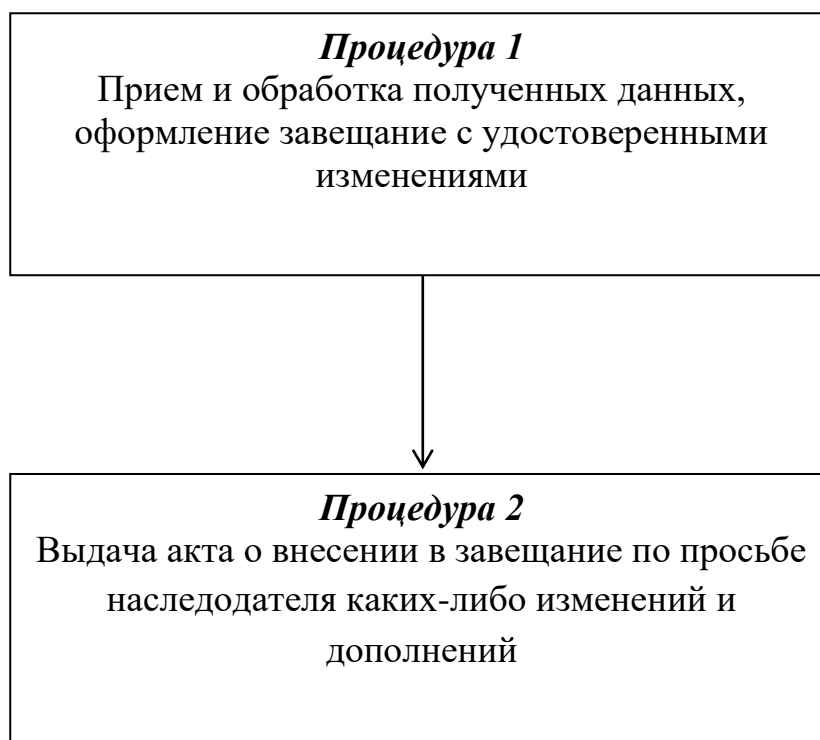 Процедура 1
Прием и обработка полученных данных,
оформление завещание с удостоверенными
изменениями
Процедура 2
Выдача акта о внесении в завещание по просьбе
наследодателя каких-либо изменений и
дополнений